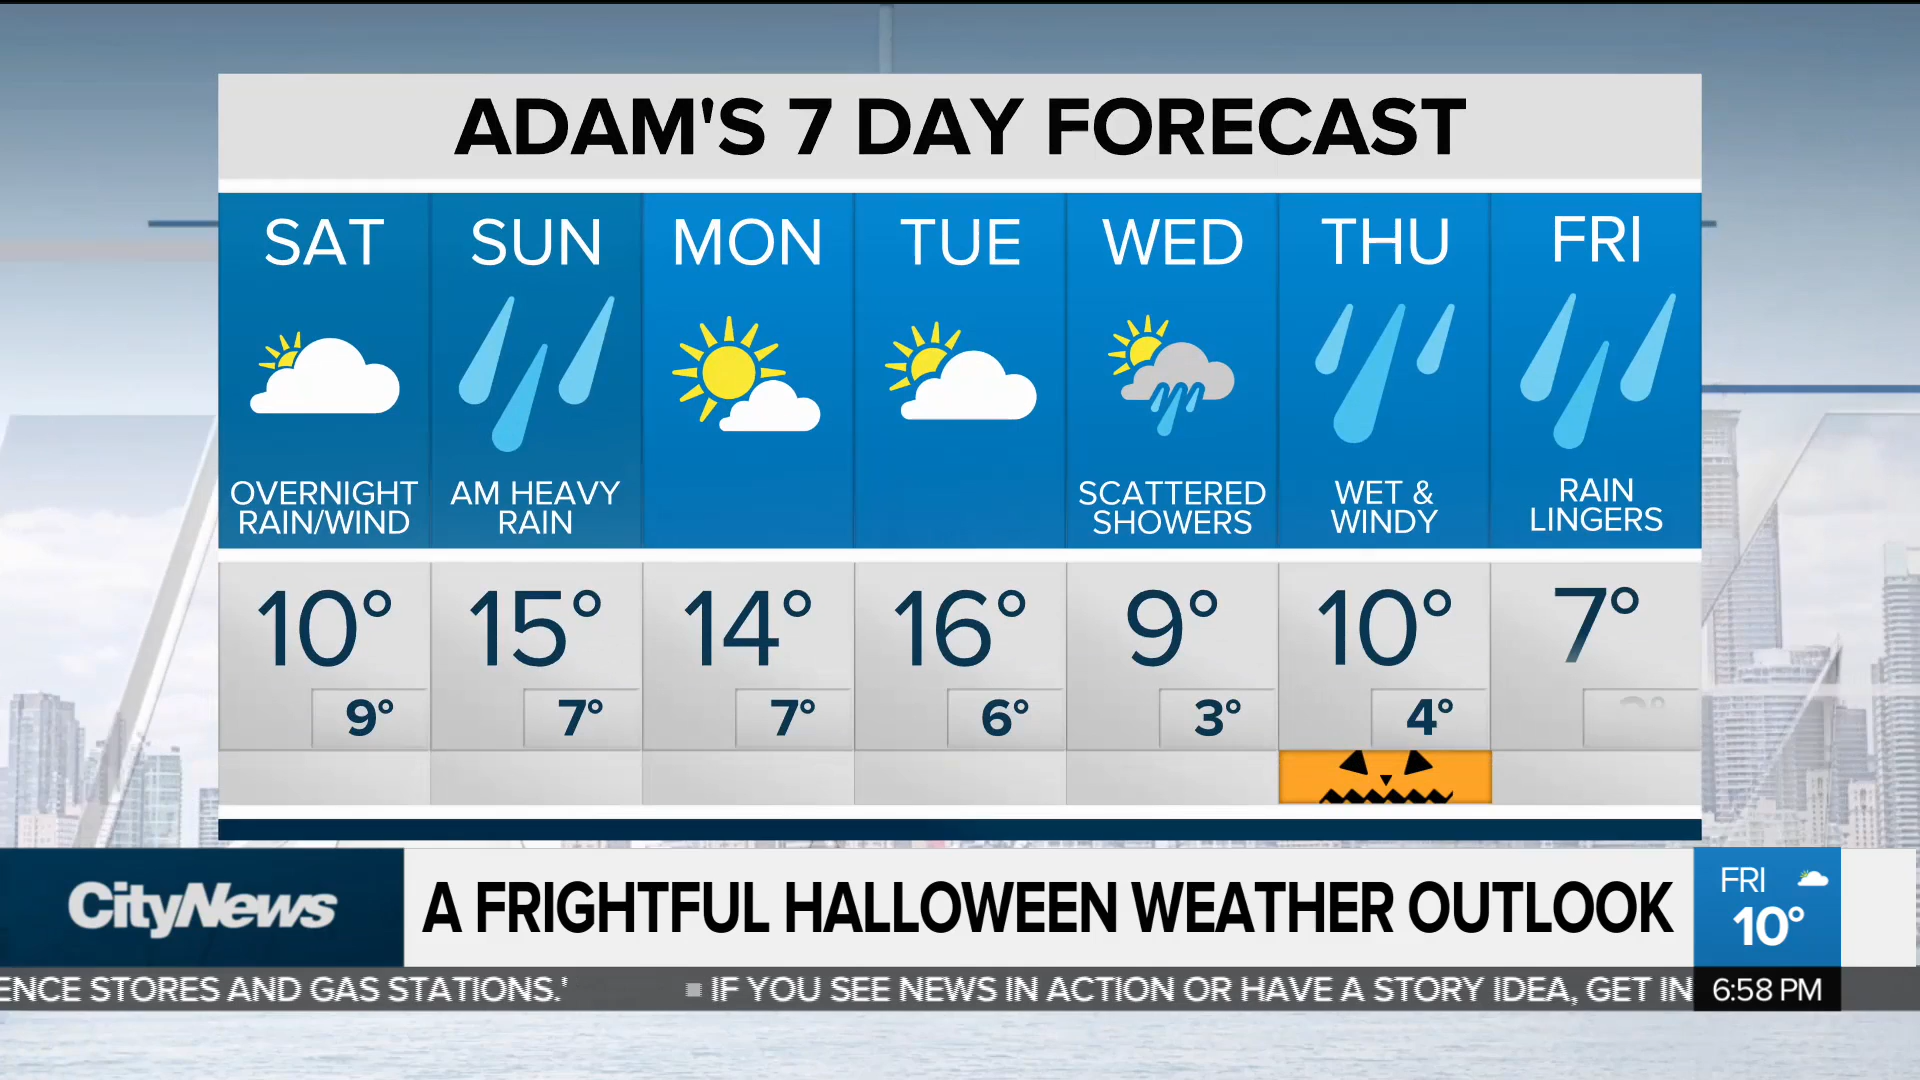 ADAM'S 7 DAY FORECAST
SAT SUN MON TUE WED THU FRI
OVERNIGHT RAIN/WIND
AM HEAVY RAIN
SCATTERED SHOWERS
WET & WINDY
RAIN LINGERS
10° 15° 14° 16° 9° 10° 7°
9° 7° 7° 6° 3° 4°
CityNews
A FRIGHTFUL HALLOWEEN WEATHER OUTLOOK
FRI
10°
ENCE STORES AND GAS STATIONS.' ■ IF YOU SEE NEWS IN ACTION OR HAVE A STORY IDEA, GET IN
6:58 PM